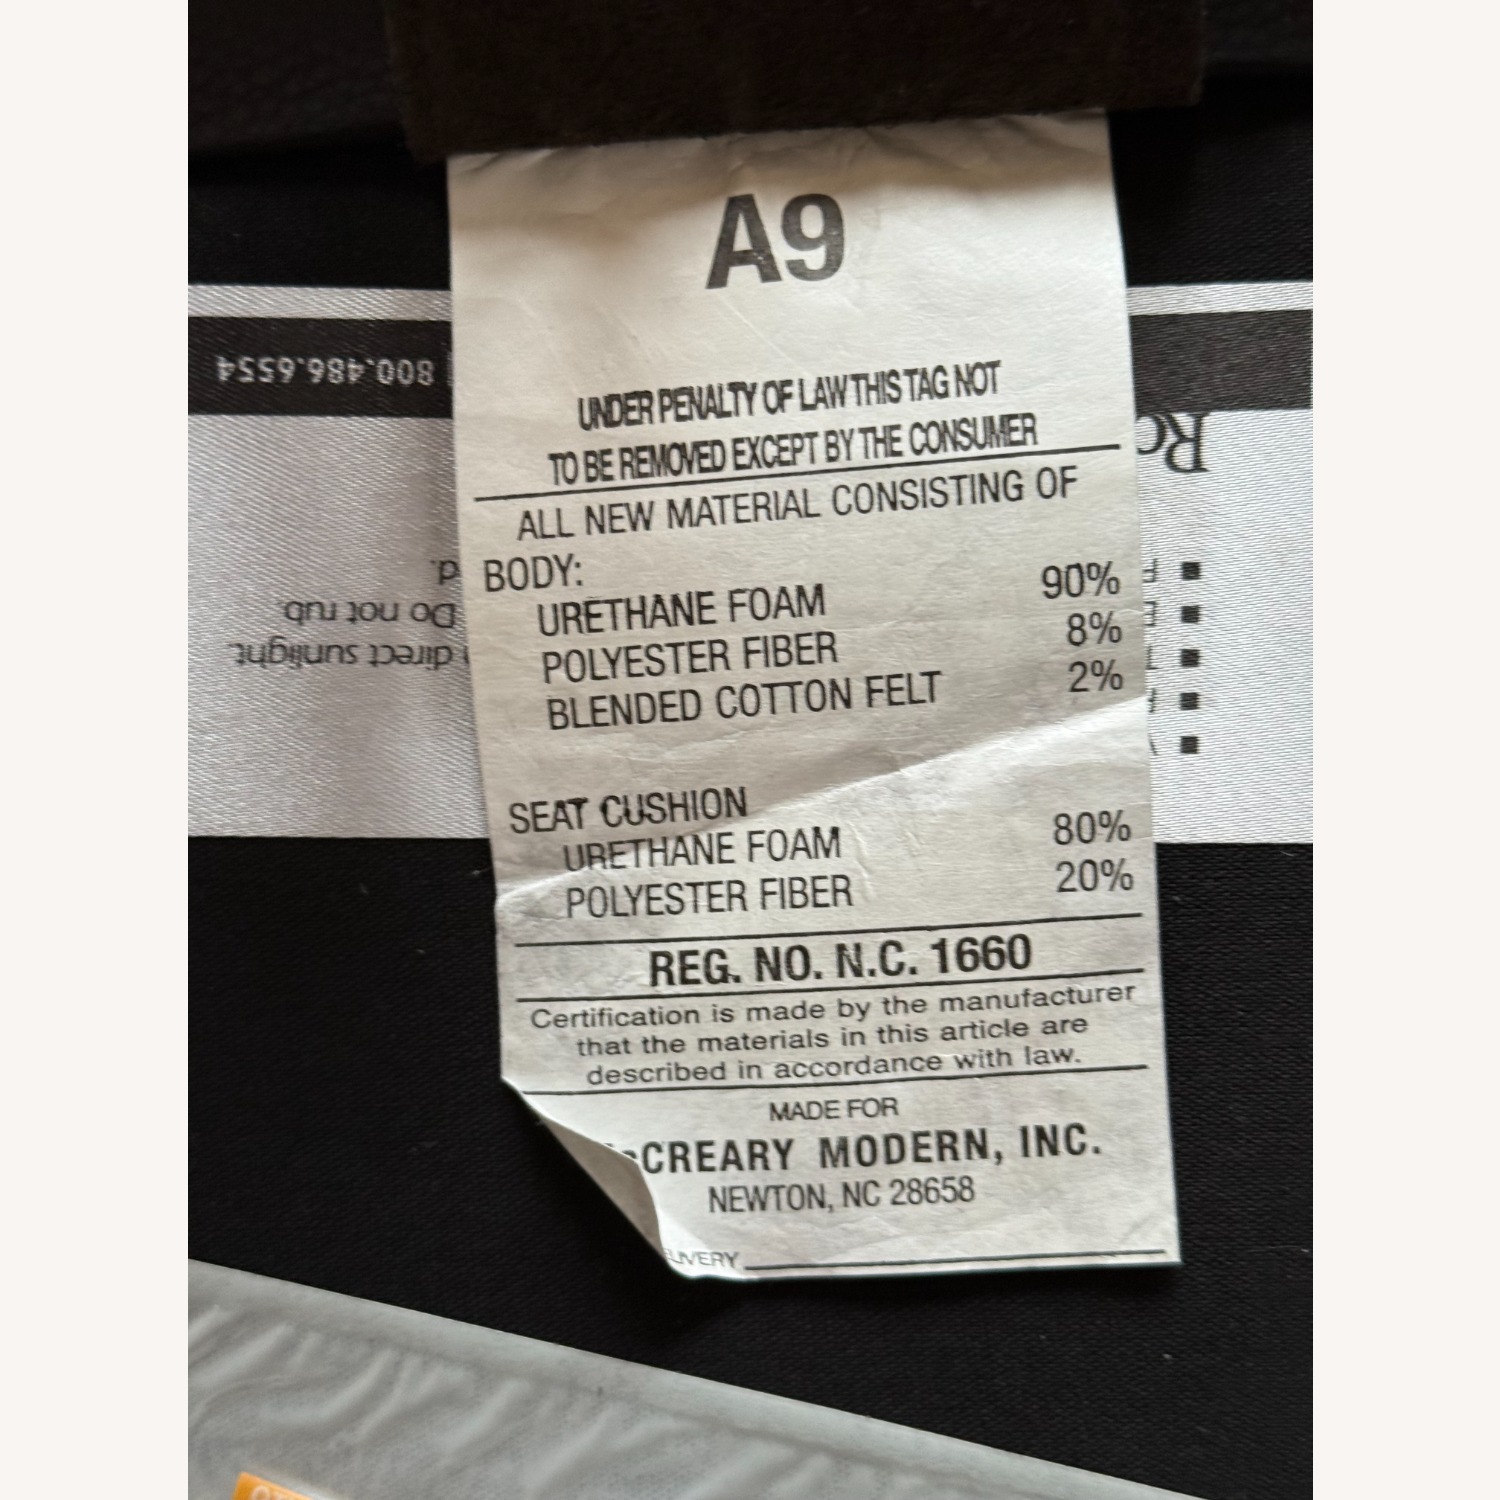 A9
UNDER PENALTY OF LAW THIS TAG NOT
TO BE REMOVED EXCEPT BY THE CONSUMER
ALL NEW MATERIAL CONSISTING OF
BODY:
URETHANE FOAM 90%
POLYESTER FIBER 8%
BLENDED COTTON FELT 2%
SEAT CUSHION
URETHANE FOAM 80%
POLYESTER FIBER 20%
REG. NO. N.C. 1660
Certification is made by the manufacturer
that the materials in this article are
described in accordance with law.
MADE FOR
CREARY MODERN, INC.
NEWTON, NC 28658
800.486.6554
direct sunlight.
Do not rub.